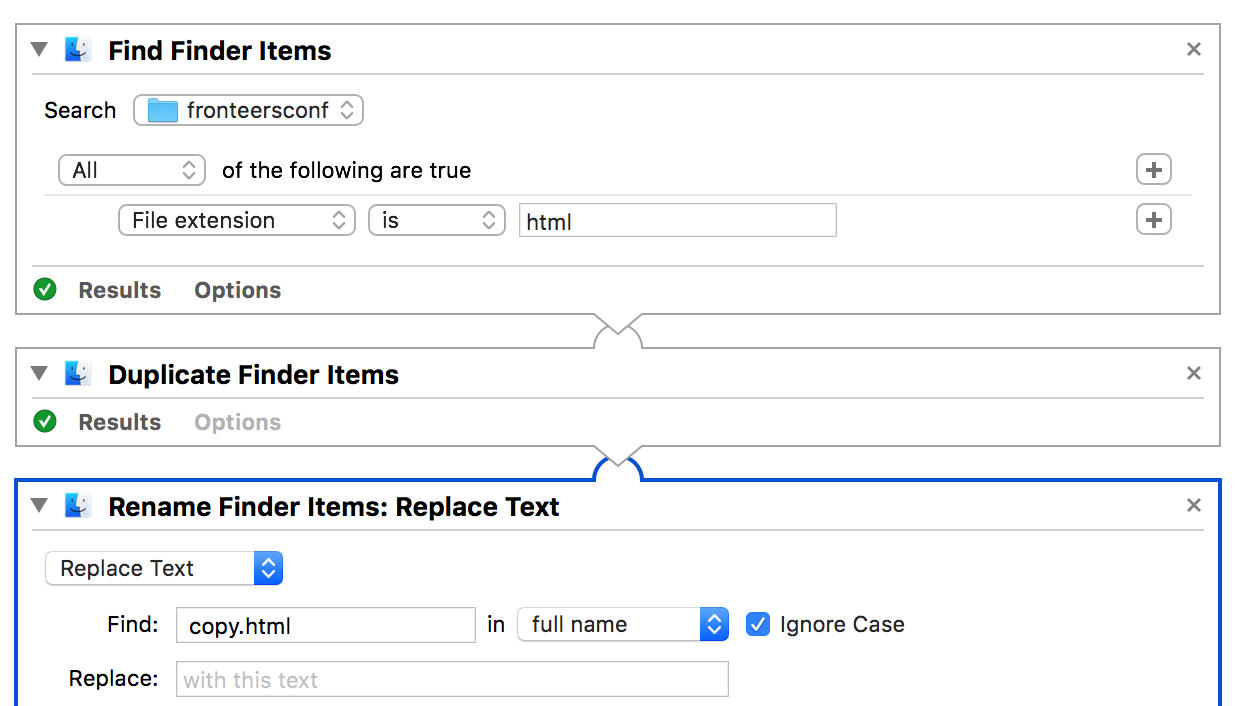 Find Finder Items
Search fronteersconf
All of the following are true
File extension is html
Results Options
Duplicate Finder Items
Results Options
Rename Finder Items: Replace Text
Replace Text
Find: copy.html in full name Ignore Case
Replace: with this text